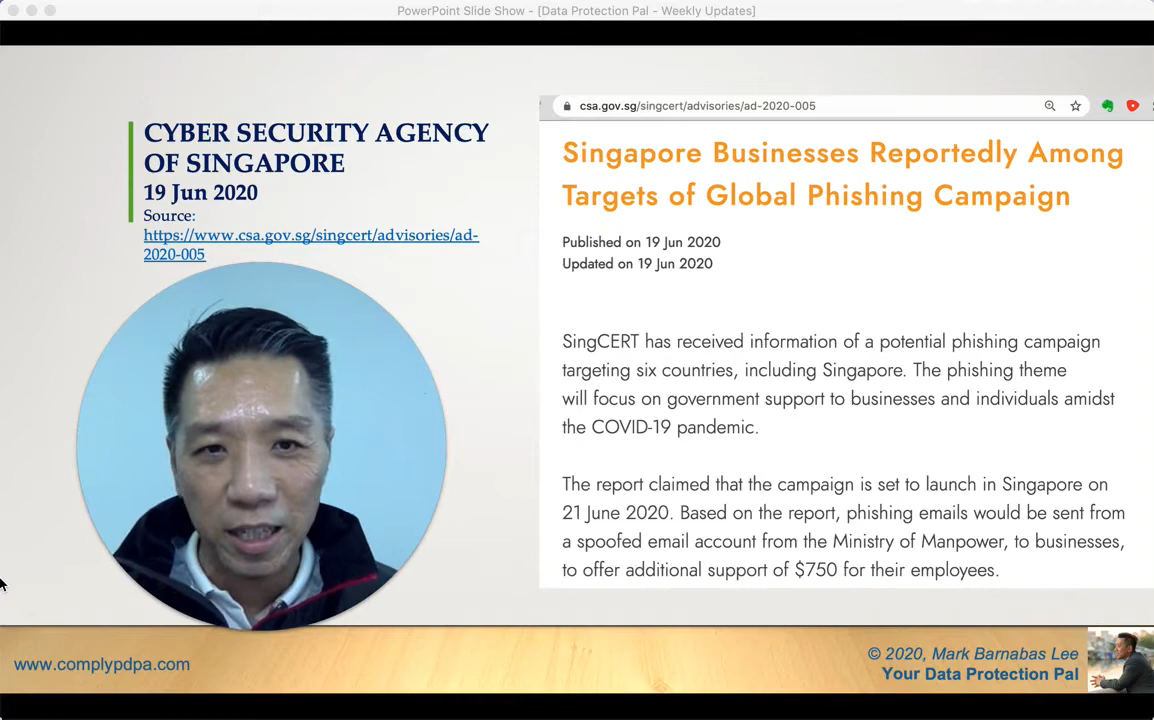 PowerPoint Slide Show - [Data Protection Pal - Weekly Updates]
CYBER SECURITY AGENCY
OF SINGAPORE
19 Jun 2020
Source:
https://www.csa.gov.sg/singcert/advisories/ad-
2020-005
csa.gov.sg/singcert/advisories/ad-2020-005
Singapore Businesses Reportedly Among
Targets of Global Phishing Campaign
Published on 19 Jun 2020
Updated on 19 Jun 2020
SingCERT has received information of a potential phishing campaign
targeting six countries, including Singapore. The phishing theme
will focus on government support to businesses and individuals amidst
the COVID-19 pandemic.
The report claimed that the campaign is set to launch in Singapore on
21 June 2020. Based on the report, phishing emails would be sent from
a spoofed email account from the Ministry of Manpower, to businesses,
to offer additional support of $750 for their employees.
www.complypdpa.com
© 2020, Mark Barnabas Lee
Your Data Protection Pal